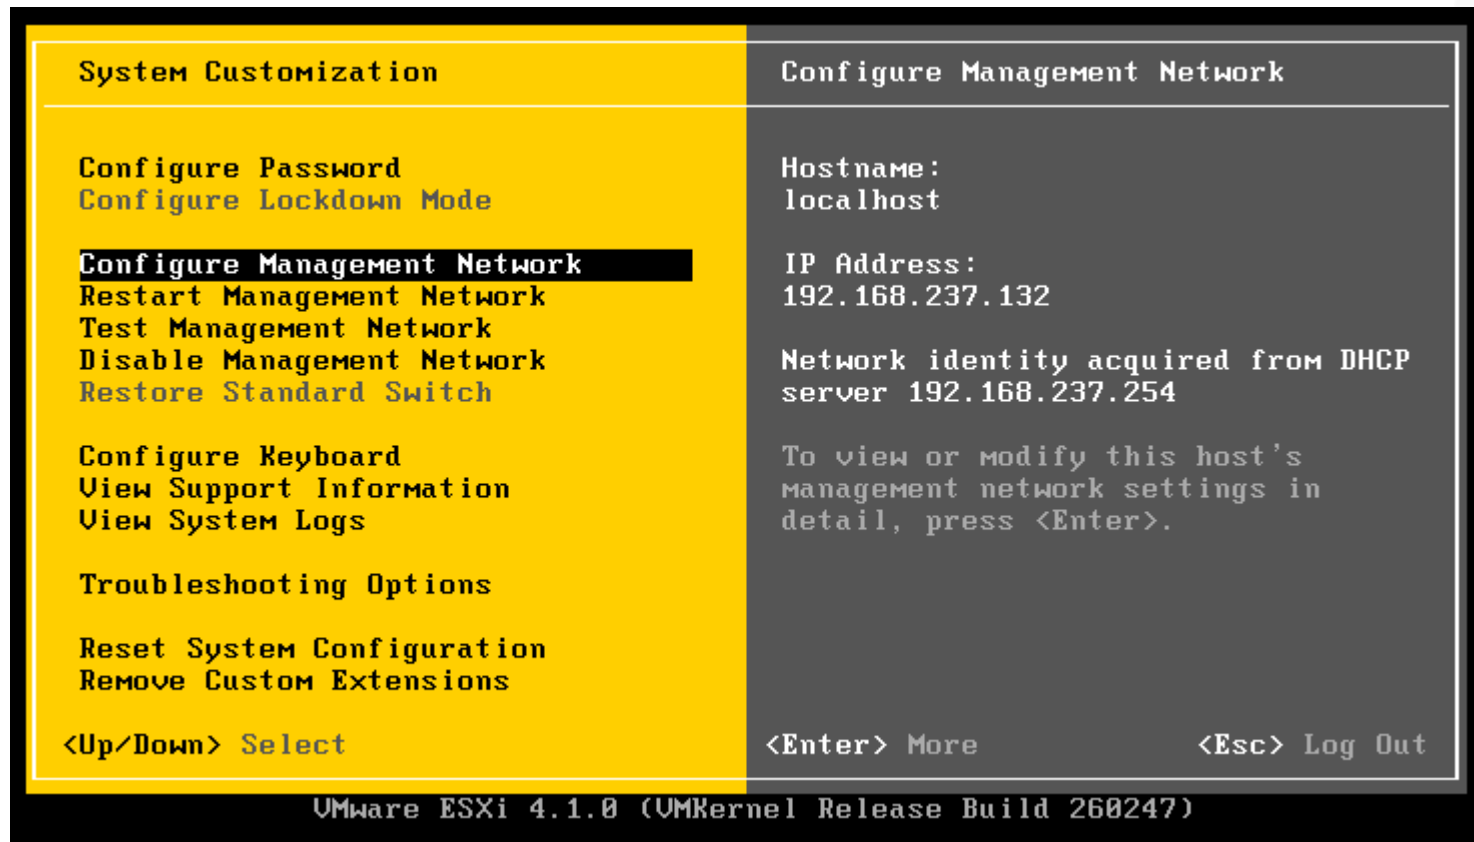 System Customization
Configure Password
Configure Lockdown Mode
Configure Management Network
Restart Management Network
Test Management Network
Disable Management Network
Restore Standard Switch
Configure Keyboard
View Support Information
View System Logs
Troubleshooting Options
Reset System Configuration
Remove Custom Extensions
<Up/Down> Select
Configure Management Network
Hostname:
localhost
IP Address:
192.168.237.132
Network identity acquired from DHCP
server 192.168.237.254
To view or modify this host's
management network settings in
detail, press <Enter>.
<Enter> More
<Esc> Log Out
VMware ESXi 4.1.0 (VMKernel Release Build 260247)